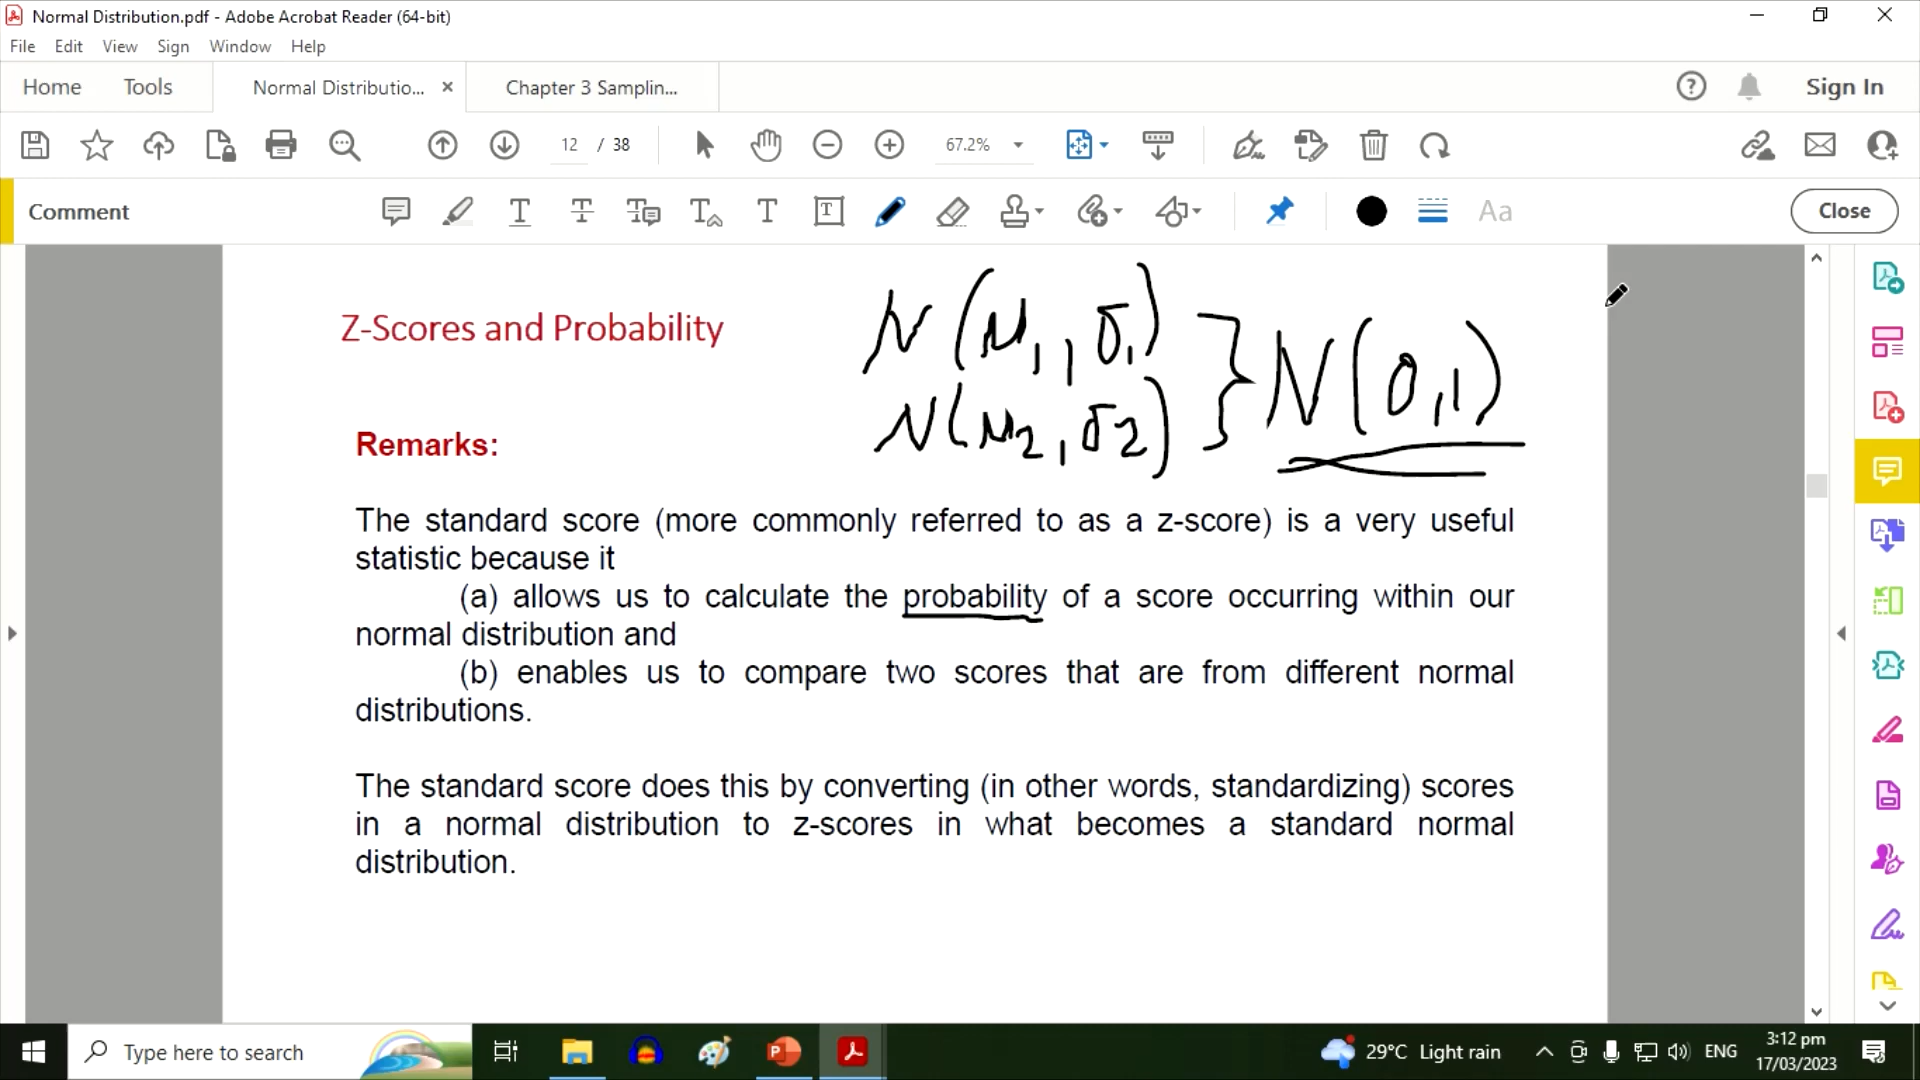 Normal Distribution.pdf - Adobe Acrobat Reader (64-bit)
File Edit View Sign Window Help
Home Tools Normal Distributio... × Chapter 3 Samplin... Sign In
12 / 38 67.2%
Comment Aa Close
Z-Scores and Probability
N(μ1, σ1)
N(μ2, σ2)
} N(0,1)
Remarks:
The standard score (more commonly referred to as a z-score) is a very useful
statistic because it
(a) allows us to calculate the probability of a score occurring within our
normal distribution and
(b) enables us to compare two scores that are from different normal
distributions.
The standard score does this by converting (in other words, standardizing) scores
in a normal distribution to z-scores in what becomes a standard normal
distribution.
Type here to search 29°C Light rain ENG 3:12 pm
17/03/2023